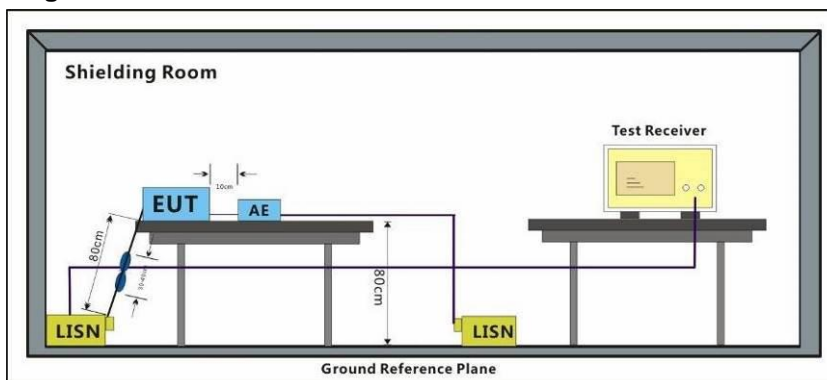 Shielding Room
Test Receiver
10cm
EUT
AE
80cm
80cm
LISN
LISN
Ground Reference Plane